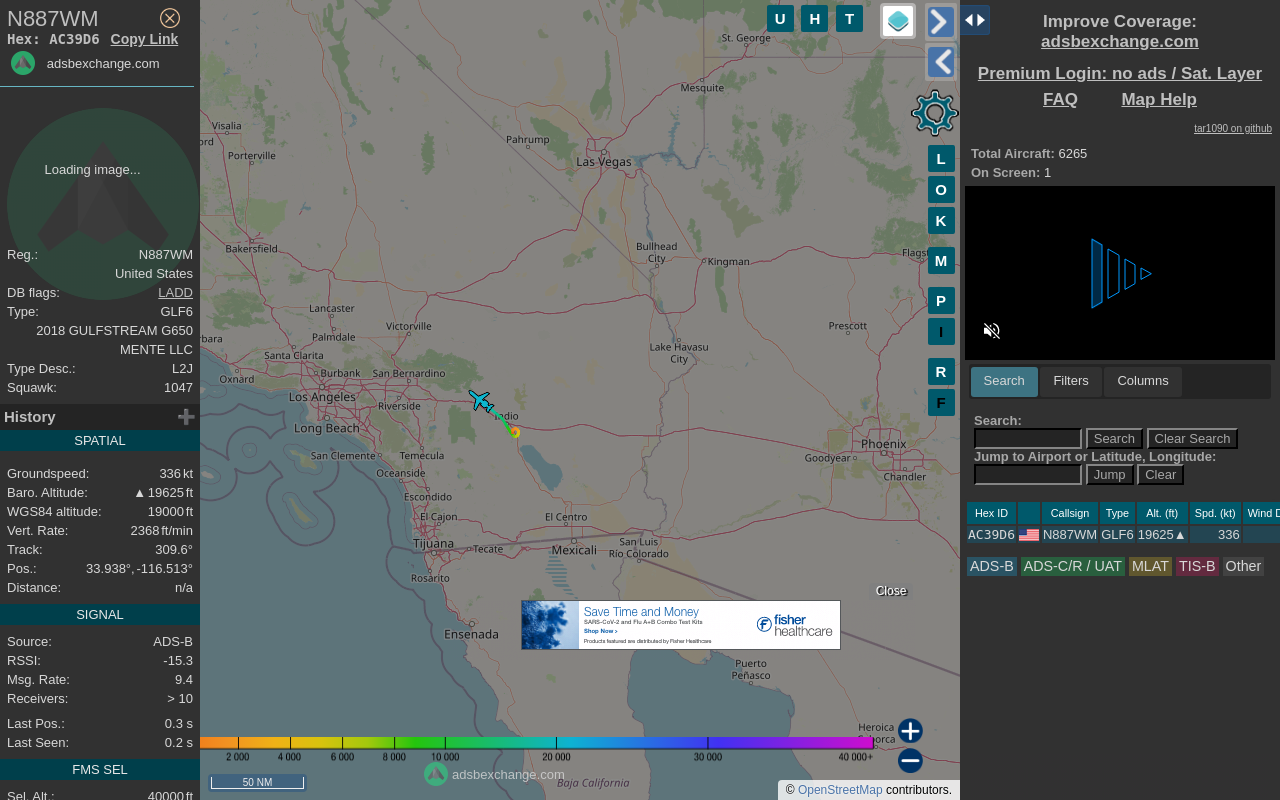 N887WM
Hex: AC39D6 Copy Link
adsbexchange.com
Loading image...
Reg.: N887WM
United States
DB flags: LADD
Type: GLF6
2018 GULFSTREAM G650
MENTE LLC
Type Desc.: L2J
Squawk: 1047
History
SPATIAL
Groundspeed: 336 kt
Baro. Altitude: ▲ 19625 ft
WGS84 altitude: 19000 ft
Vert. Rate: 2368 ft/min
Track: 309.6°
Pos.: 33.938°, -116.513°
Distance: n/a
SIGNAL
Source: ADS-B
RSSI: -15.3
Msg. Rate: 9.4
Receivers: > 10
Last Pos.: 0.3 s
Last Seen: 0.2 s
FMS SEL
Sel. Alt.: 40000 ft
U H T
L
O
K
M
P
I
R
F
St. George
Mesquite
Visalia
ord
Porterville
Pahrump
Las Vegas
Bakersfield
Bullhead
City
Kingman
Flags
Lancaster
Palmdale
Victorville
Prescott
bara
Santa Clarita
Lake Havasu
City
Oxnard
Burbank
San Bernardino
Los Angeles
Riverside
Indio
Long Beach
San Clemente
Temecula
Phoenix
Goodyear
Oceanside
Chandler
Escondido
El Cajon
El Centro
Tijuana
Tecate
Mexicali
San Luis
Río Colorado
Rosarito
Ensenada
Puerto
Peñasco
Heroica
Baja California
Close
Save Time and Money
SARS-CoV-2 and Flu A+B Combo Test Kits
Shop Now >
Products featured are distributed by Fisher Healthcare
fisher
healthcare
2 000 4 000 6 000 8 000 10 000 20 000 30 000 40 000+
adsbexchange.com
50 NM
© OpenStreetMap contributors.
Improve Coverage:
adsbexchange.com
Premium Login: no ads / Sat. Layer
FAQ Map Help
tar1090 on github
Total Aircraft: 6265
On Screen: 1
Search Filters Columns
Search:
Search Clear Search
Jump to Airport or Latitude, Longitude:
Jump Clear
Hex ID Callsign Type Alt. (ft) Spd. (kt) Wind D
AC39D6 N887WM GLF6 19625▲ 336
ADS-B ADS-C/R / UAT MLAT TIS-B Other